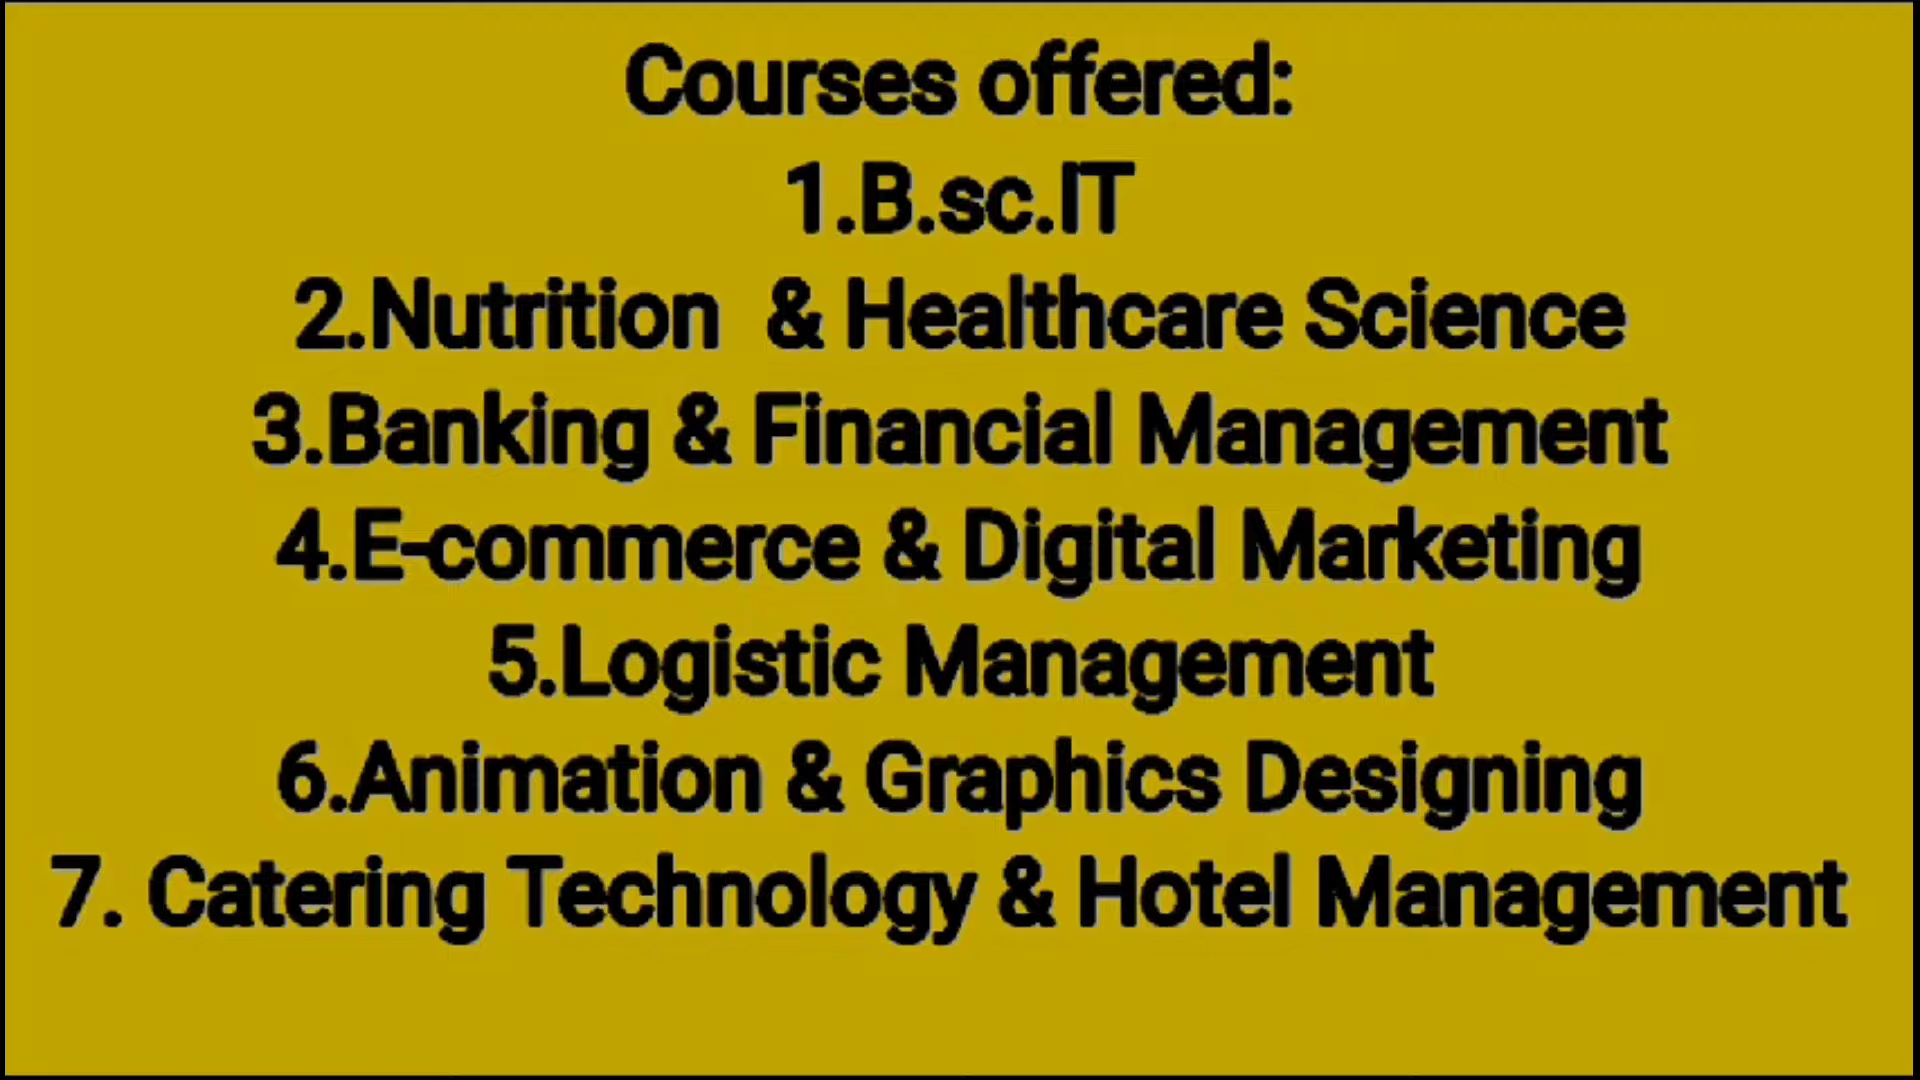 Courses offered:
1.B.sc.IT
2.Nutrition  & Healthcare Science
3.Banking & Financial Management
4.E-commerce & Digital Marketing
5.Logistic Management
6.Animation & Graphics Designing
7. Catering Technology & Hotel Management